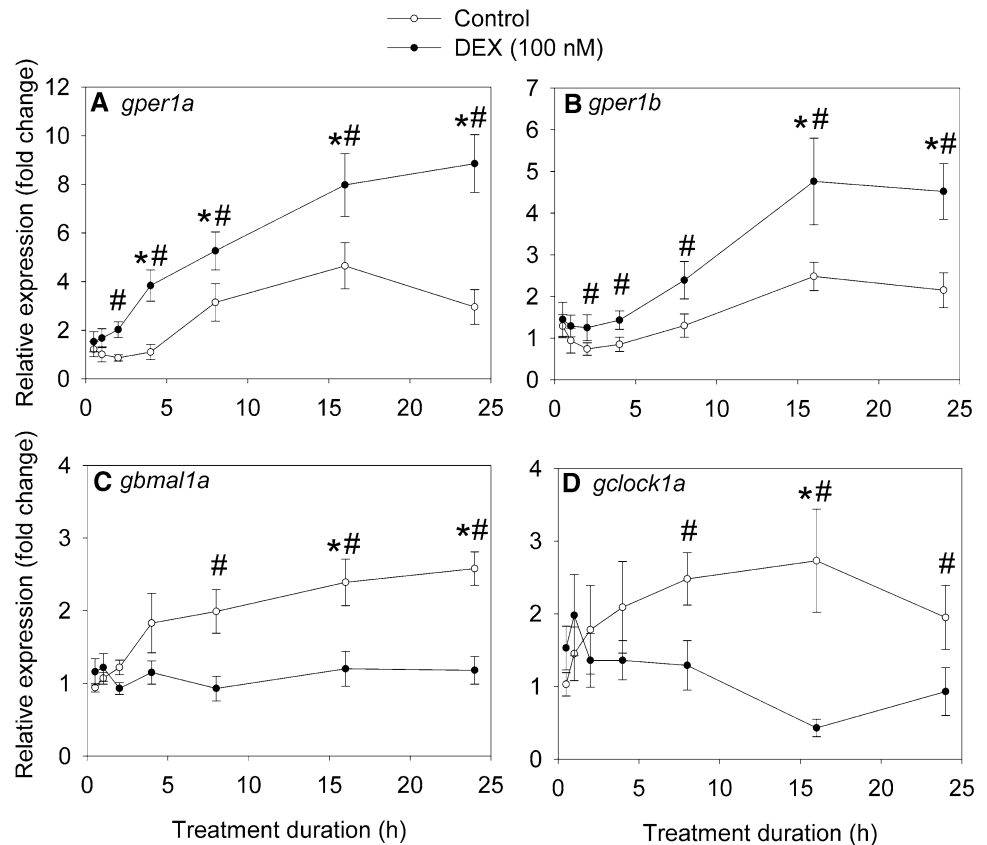 Control
DEX (100 nM)
A gper1a
B gper1b
Relative expression (fold change)
12
10
8
6
4
2
0
*#
*#
*#
*#
#
0 5 10 15 20 25
7
6
5
4
3
2
1
0
*#
*#
#
#
#
0 5 10 15 20 25
C gbmal1a
D gclock1a
Relative expression (fold change)
4
3
2
1
0
*#
*#
#
0 5 10 15 20 25
Treatment duration (h)
4
3
2
1
0
*#
#
#
0 5 10 15 20 25
Treatment duration (h)